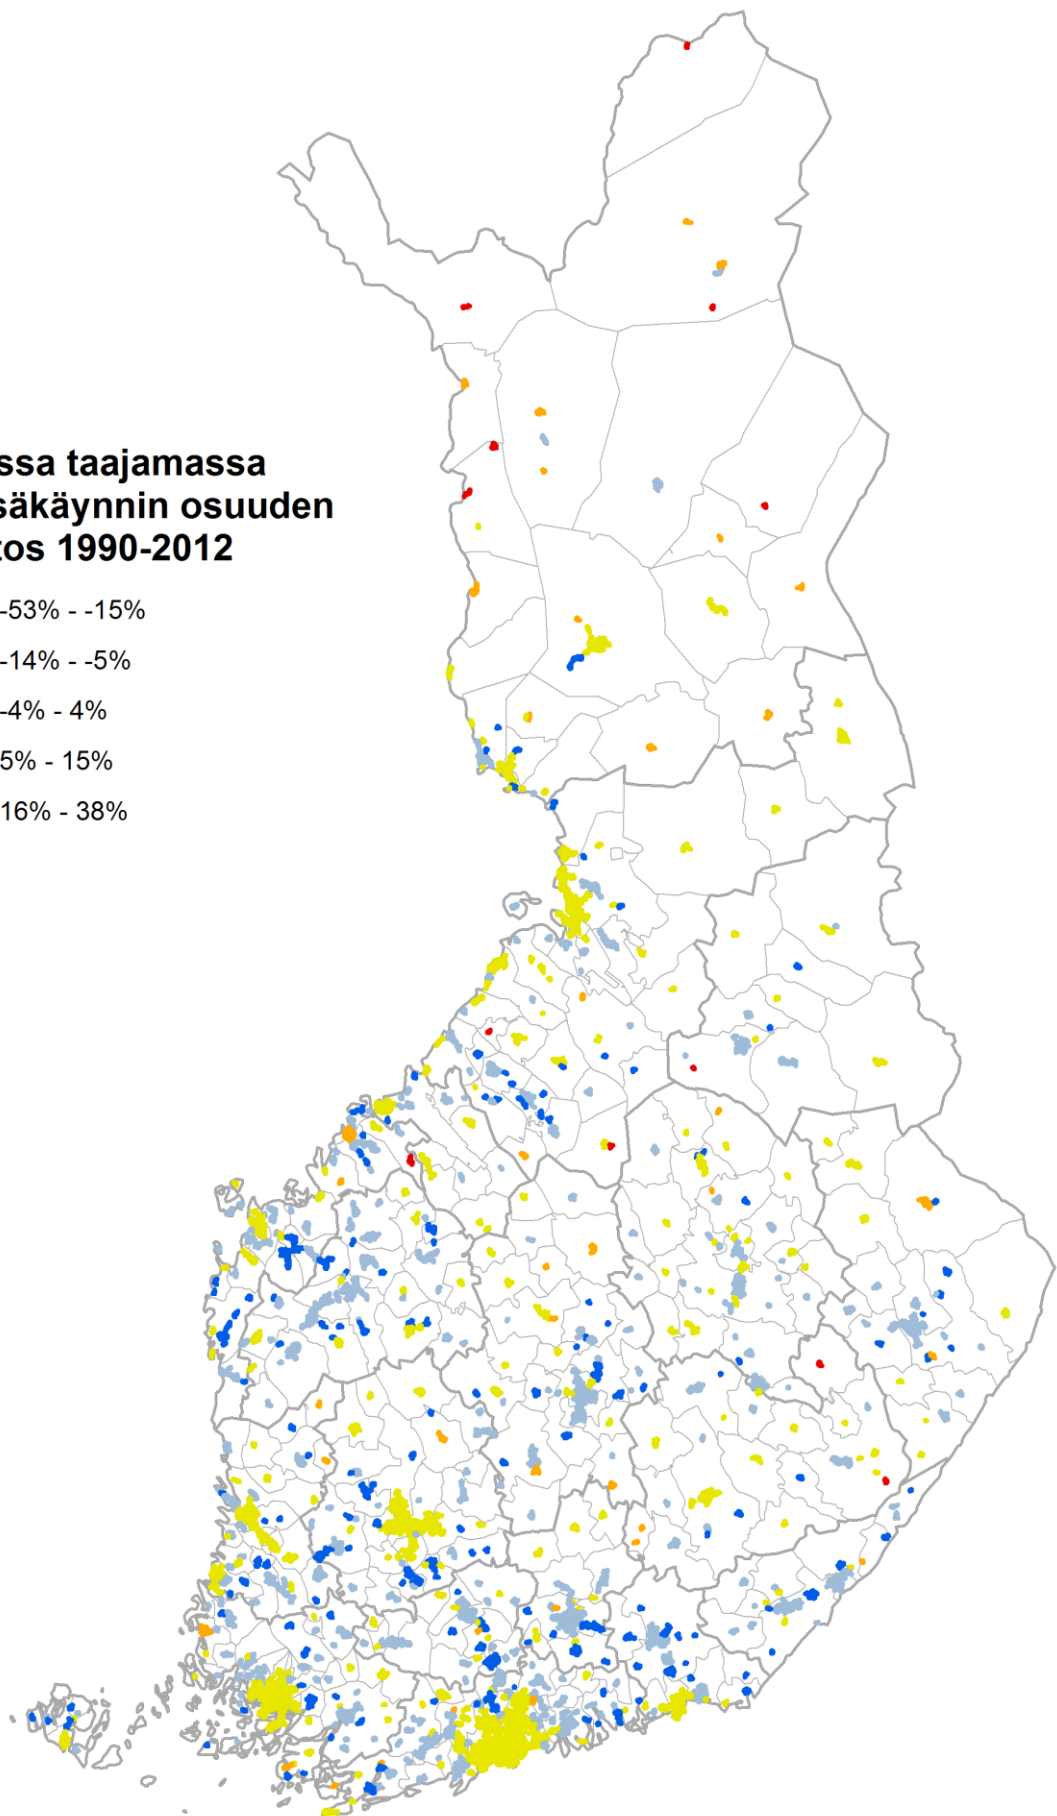 ssa taajamassa
säkäynnin osuuden
tos 1990-2012
-53% - -15%
-14% - -5%
-4% - 4%
5% - 15%
16% - 38%